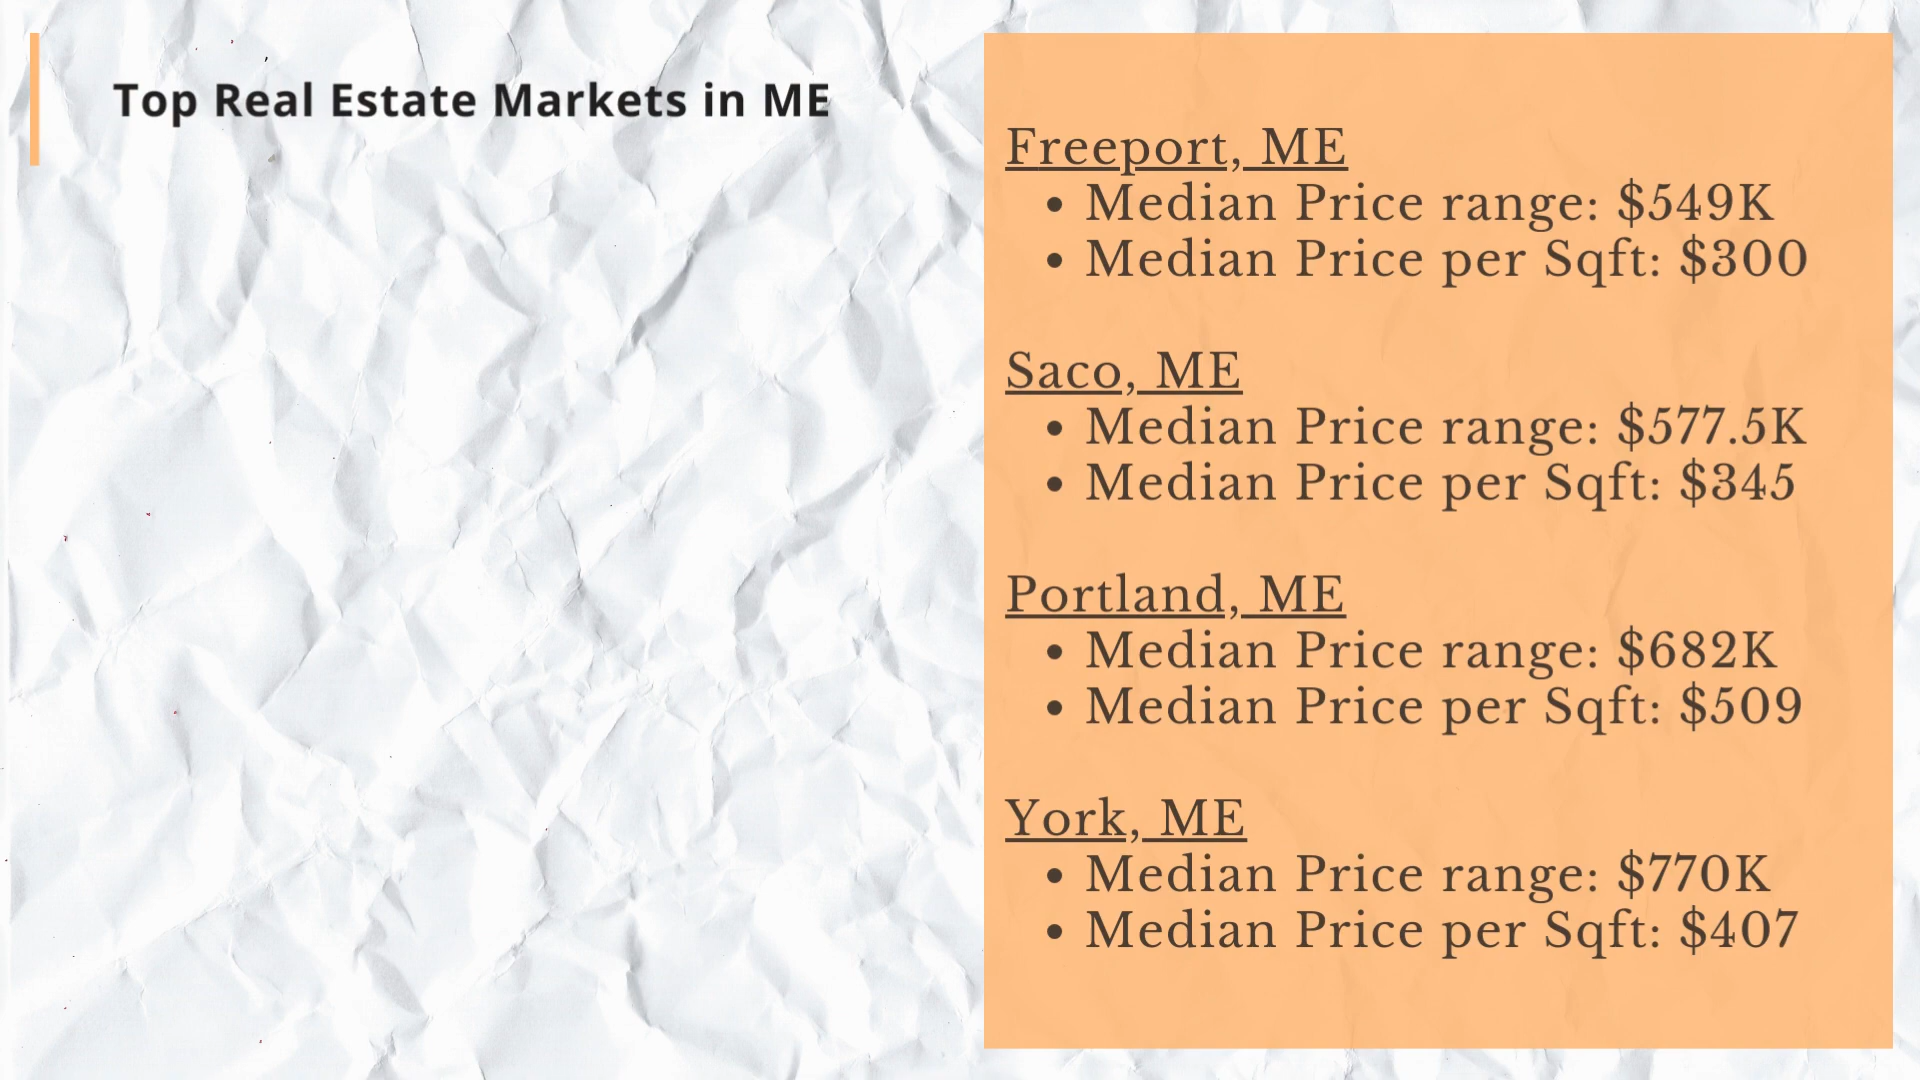 Top Real Estate Markets in ME
Freeport, ME
• Median Price range: $549K
• Median Price per Sqft: $300
Saco, ME
• Median Price range: $577.5K
• Median Price per Sqft: $345
Portland, ME
• Median Price range: $682K
• Median Price per Sqft: $509
York, ME
• Median Price range: $770K
• Median Price per Sqft: $407